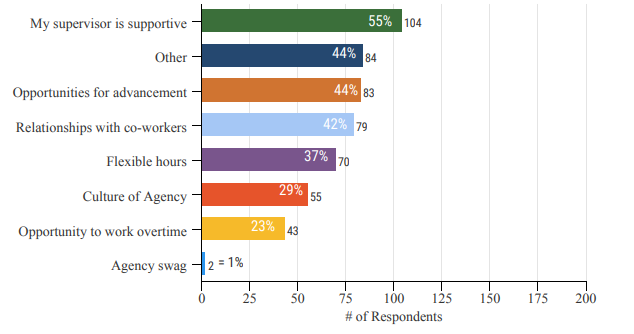 My supervisor is supportive 55% 104
Other 44% 84
Opportunities for advancement 44% 83
Relationships with co-workers 42% 79
Flexible hours 37% 70
Culture of Agency 29% 55
Opportunity to work overtime 23% 43
Agency swag 2 = 1%
0 25 50 75 100 125 150 175 200
# of Respondents